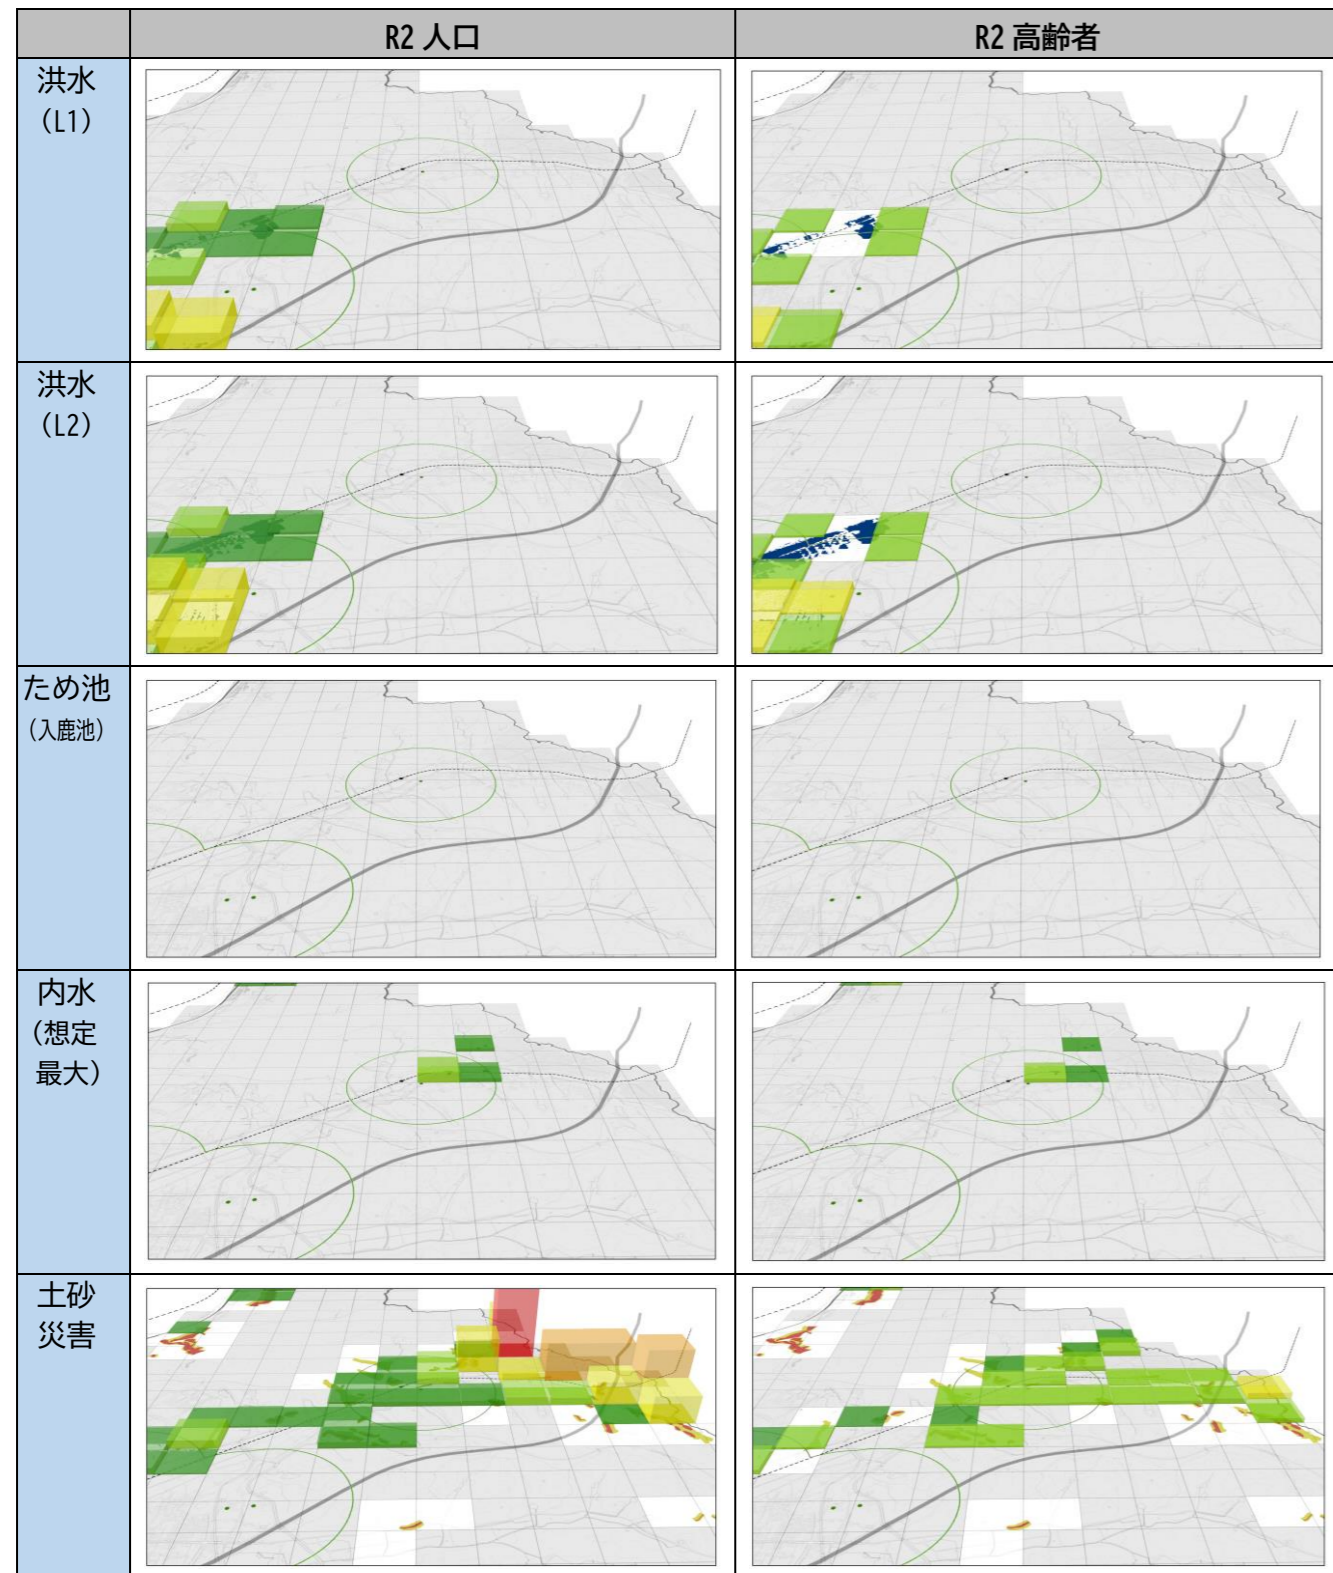 R2 人口
R2 高齢者
洪水
（L1）
洪水
（L2）
ため池
（入鹿池）
内水
（想定
最大）
土砂
災害